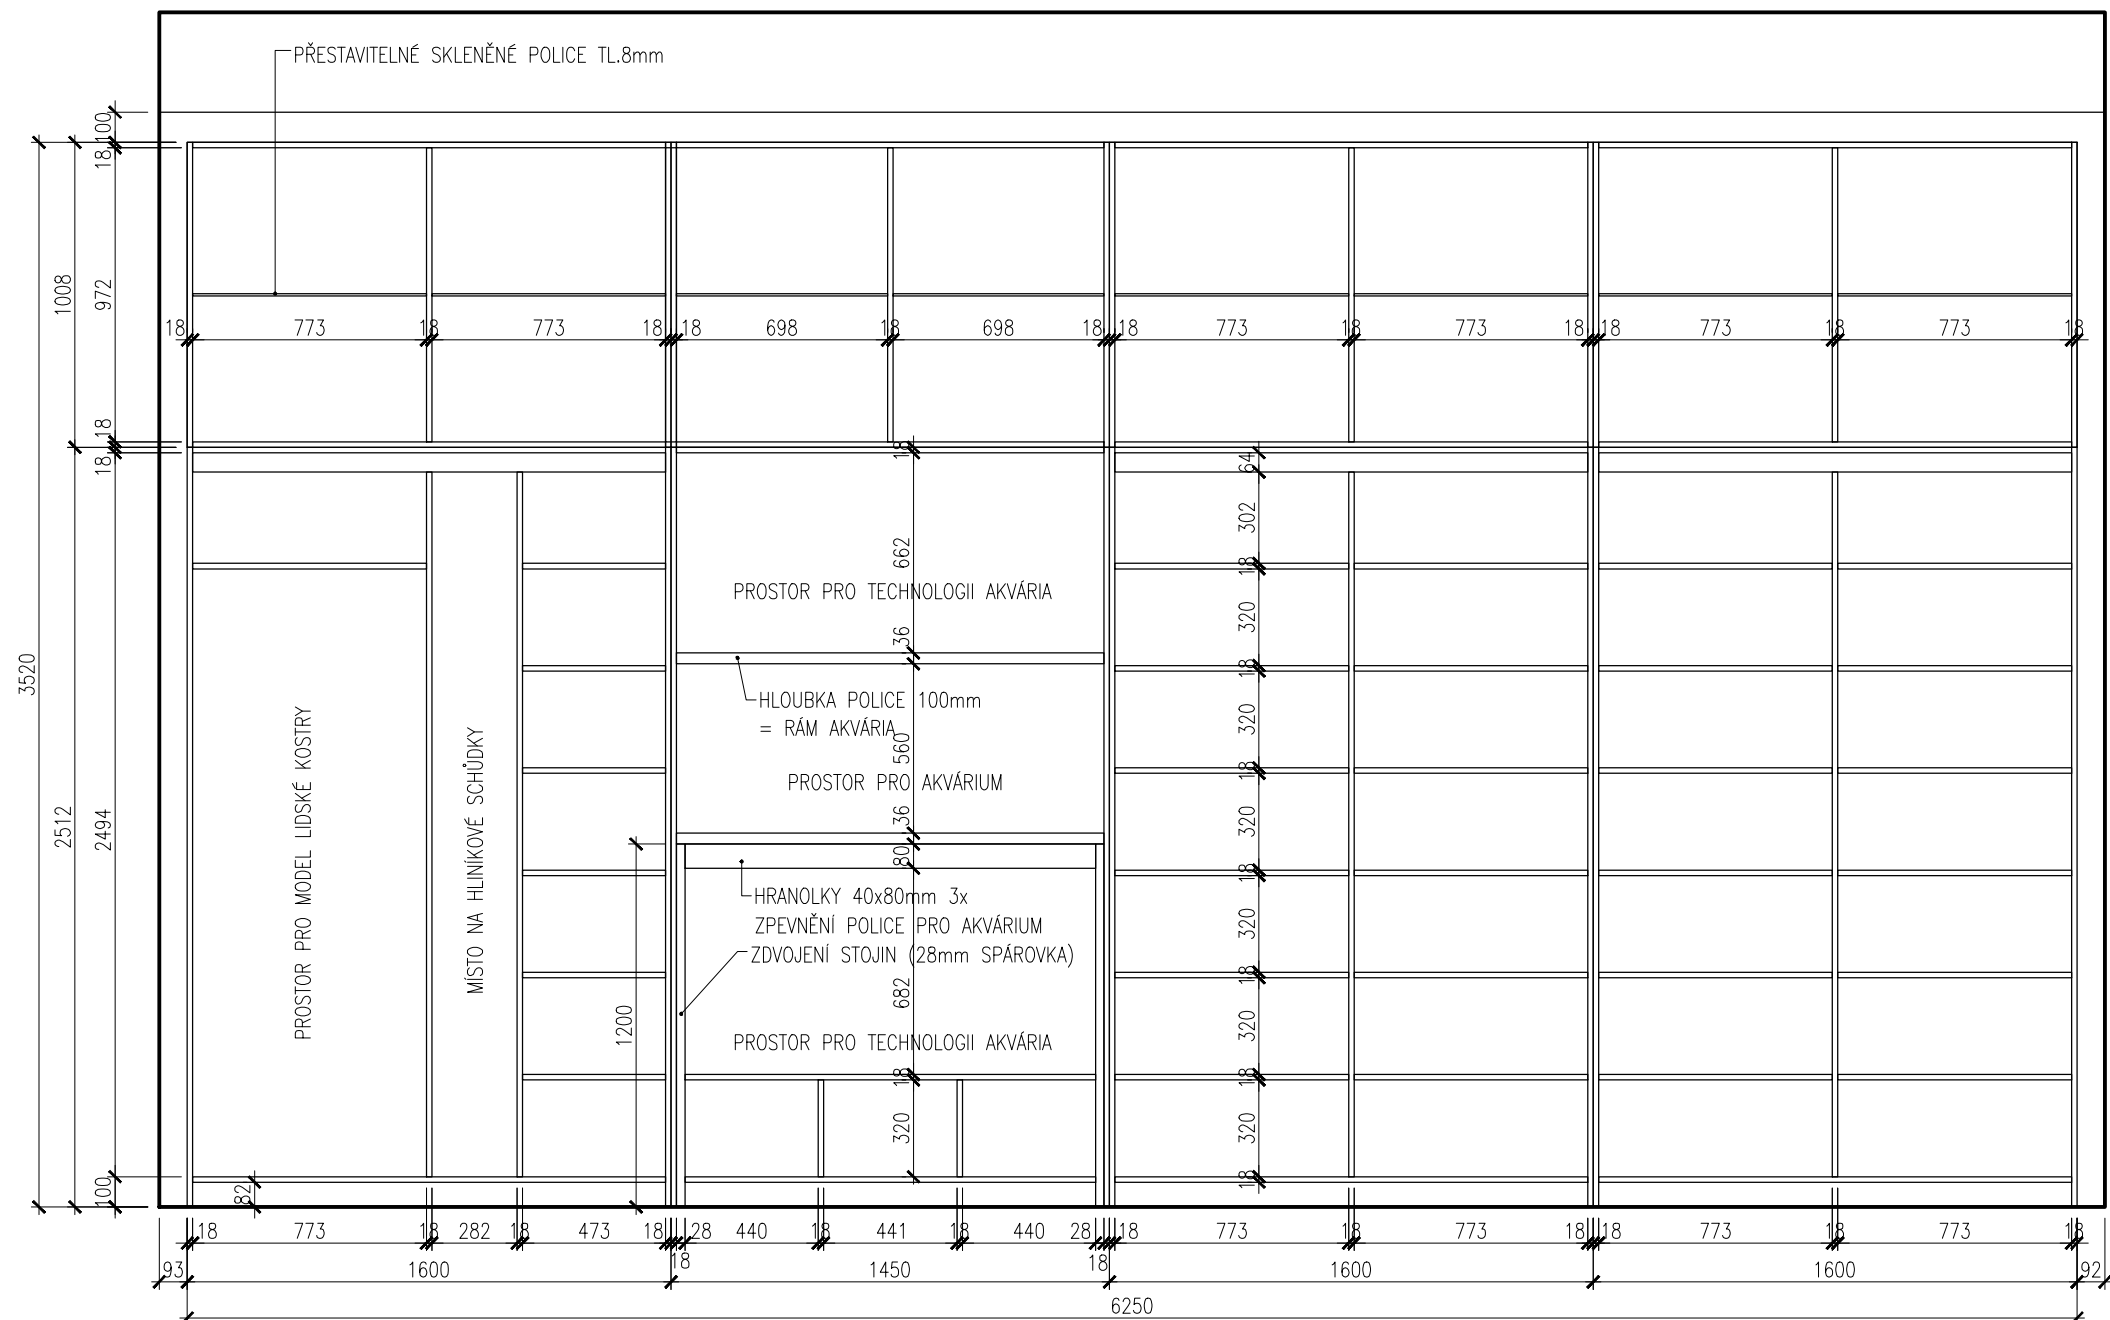 PŘESTAVITELNÉ SKLENĚNÉ POLICE TL.8mm
100
18
972
18
18
2494
100
1008
2512
3520
18 773 18 773 18 18 698 18 698 18 18 773 18 773 18 18 773 18 773 18
18
662
PROSTOR PRO TECHNOLOGII AKVÁRIA
36
HLOUBKA POLICE 100mm
= RÁM AKVÁRIA
560
PROSTOR PRO AKVÁRIUM
36
80
HRANOLKY 40x80mm 3x
ZPEVNĚNÍ POLICE PRO AKVÁRIUM
ZDVOJENÍ STOJIN (28mm SPÁROVKA)
682
PROSTOR PRO TECHNOLOGII AKVÁRIA
18
320
1200
PROSTOR PRO MODEL LIDSKÉ KOSTRY
MÍSTO NA HLINÍKOVÉ SCHŮDKY
82
64
302
18
320
18
320
18
320
18
320
18
320
18
320
18
18 773 18 282 18 473 18 28 440 18 441 18 440 28 18 773 18 773 18 18 773 18 773 18
18 18
93 1600 1450 1600 1600 92
6250